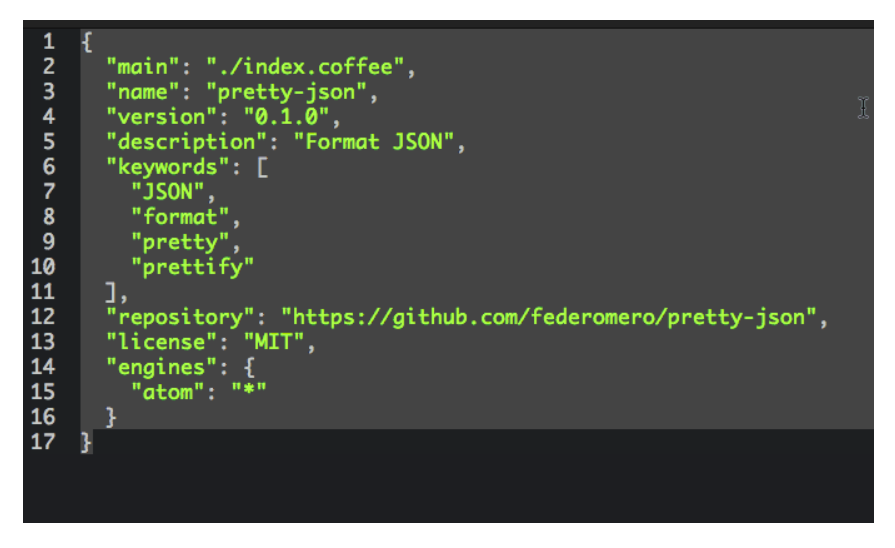 1 {
2   "main": "./index.coffee",
3   "name": "pretty-json",
4   "version": "0.1.0",
5   "description": "Format JSON",
6   "keywords": [
7     "JSON",
8     "format",
9     "pretty",
10     "prettify"
11   ],
12   "repository": "https://github.com/federomero/pretty-json",
13   "license": "MIT",
14   "engines": {
15     "atom": "*"
16   }
17 }